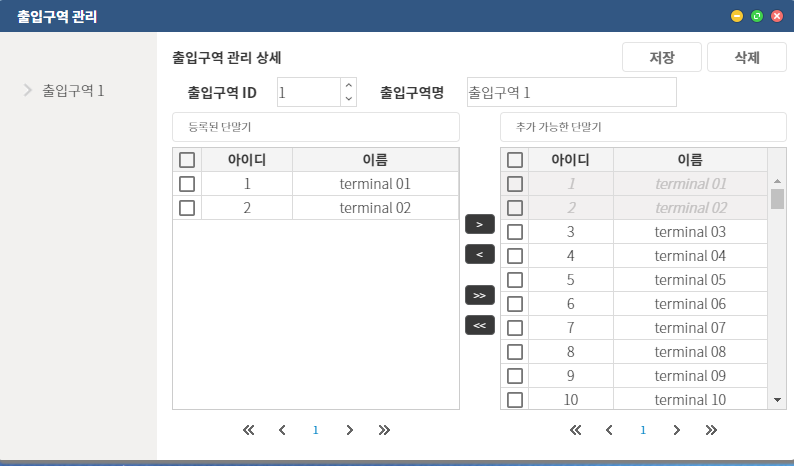 출입구역 관리
출입구역 1
출입구역 관리 상세
저장 삭제
출입구역 ID 1 출입구역명 출입구역 1
등록된 단말기
아이디 이름
1 terminal 01
2 terminal 02
>
<
>>
<<
추가 가능한 단말기
아이디 이름
1 terminal 01
2 terminal 02
3 terminal 03
4 terminal 04
5 terminal 05
6 terminal 06
7 terminal 07
8 terminal 08
9 terminal 09
10 terminal 10
1
1